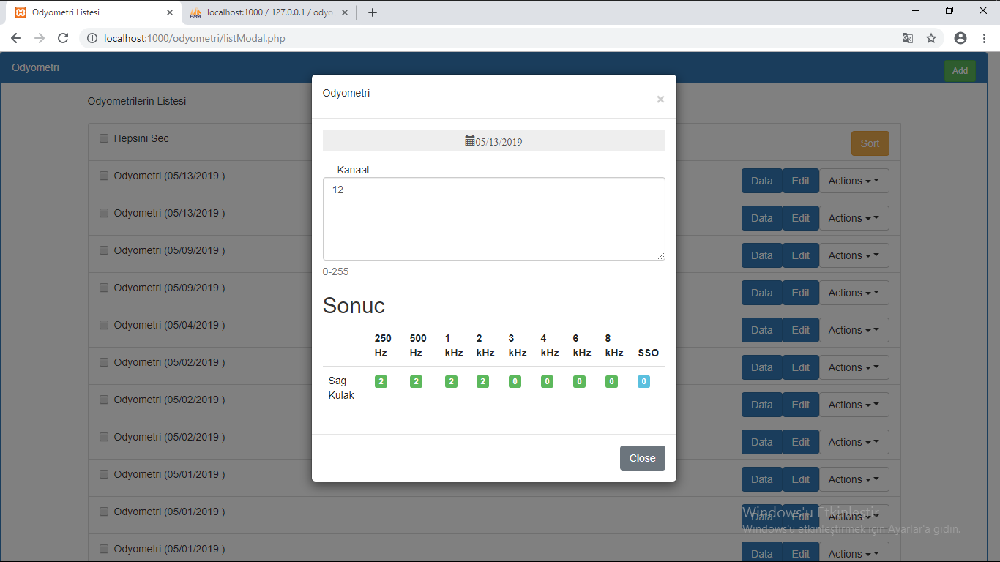 Odyometri Listesi
localhost:1000 / 127.0.0.1 / odyo
localhost:1000/odyometri/listModal.php
Odyometri
Add
Odyometrilerin Listesi
Hepsini Sec
Sort
Odyometri (05/13/2019 )
Data Edit Actions
Odyometri (05/13/2019 )
Data Edit Actions
Odyometri (05/09/2019 )
Data Edit Actions
Odyometri (05/09/2019 )
Data Edit Actions
Odyometri (05/04/2019 )
Data Edit Actions
Odyometri (05/02/2019 )
Data Edit Actions
Odyometri (05/02/2019 )
Data Edit Actions
Odyometri (05/02/2019 )
Data Edit Actions
Odyometri (05/01/2019 )
Data Edit Actions
Odyometri (05/01/2019 )
Data Edit Actions
Odyometri (05/01/2019 )
Data Edit Actions
Odyometri
×
05/13/2019
Kanaat
12
0-255
Sonuc
250 Hz 500 Hz 1 kHz 2 kHz 3 kHz 4 kHz 6 kHz 8 kHz SSO
Sag Kulak 2 2 2 2 0 0 0 0 0
Close
Windows'u Etkinleştir
Windows'u etkinleştirmek için Ayarlar'a gidin.
PMA